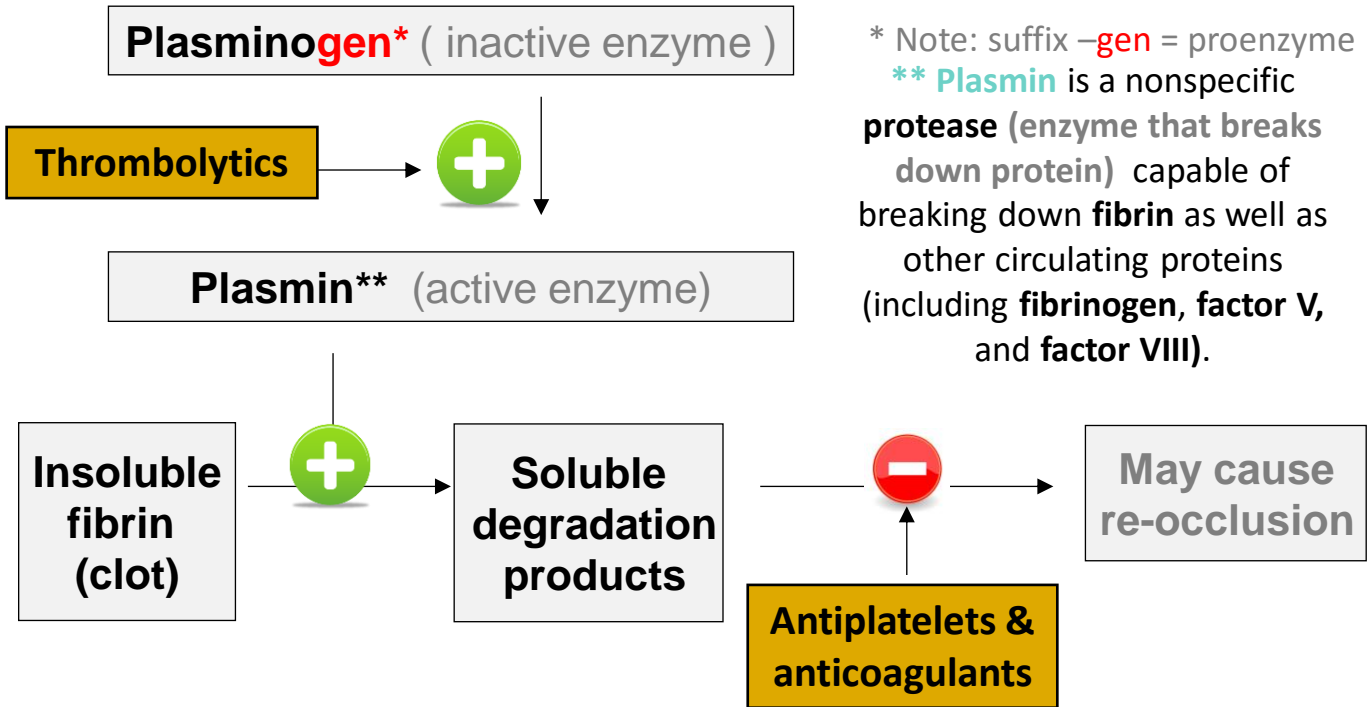 Plasminogen* ( inactive enzyme )
* Note: suffix –gen = proenzyme
** Plasmin is a nonspecific
protease (enzyme that breaks
down protein) capable of
breaking down fibrin as well as
other circulating proteins
(including fibrinogen, factor V,
and factor VIII).
Thrombolytics
Plasmin** (active enzyme)
Insoluble
fibrin
(clot)
Soluble
degradation
products
May cause
re-occlusion
Antiplatelets &
anticoagulants